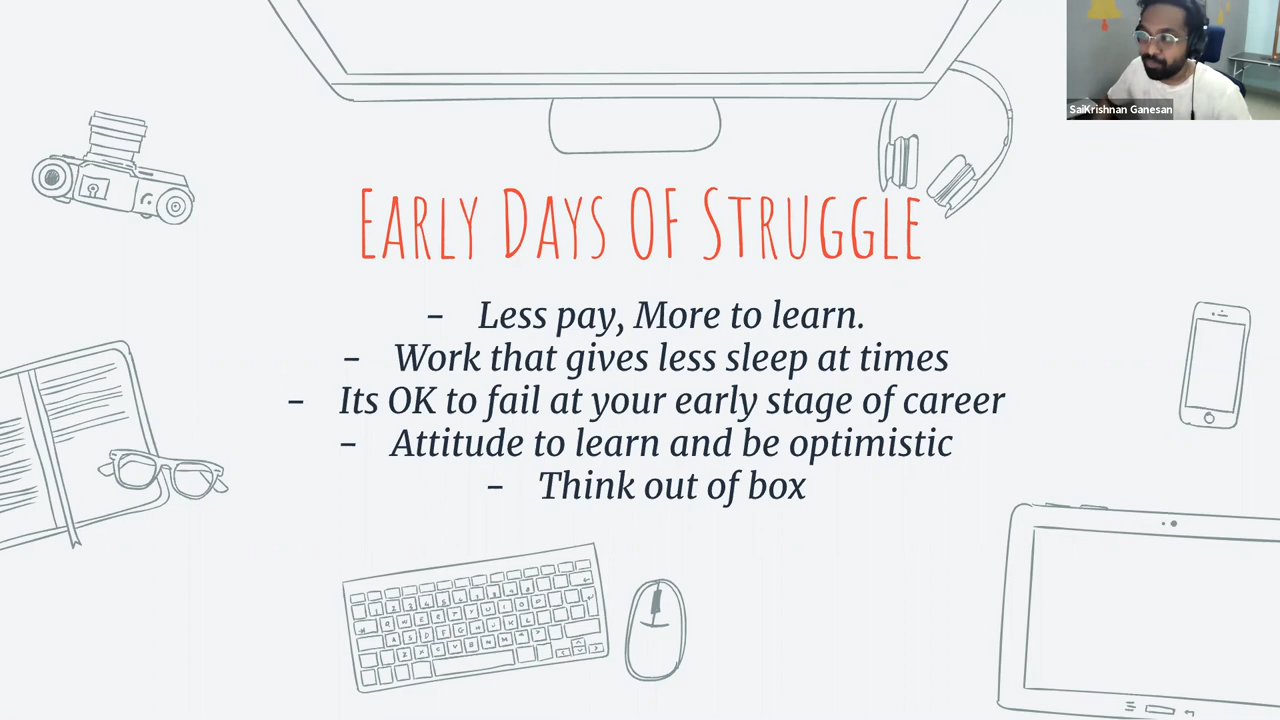 SaiKrishnan Ganesan
EARLY DAYS OF STRUGGLE
- Less pay, More to learn.
- Work that gives less sleep at times
- Its OK to fail at your early stage of career
- Attitude to learn and be optimistic
- Think out of box